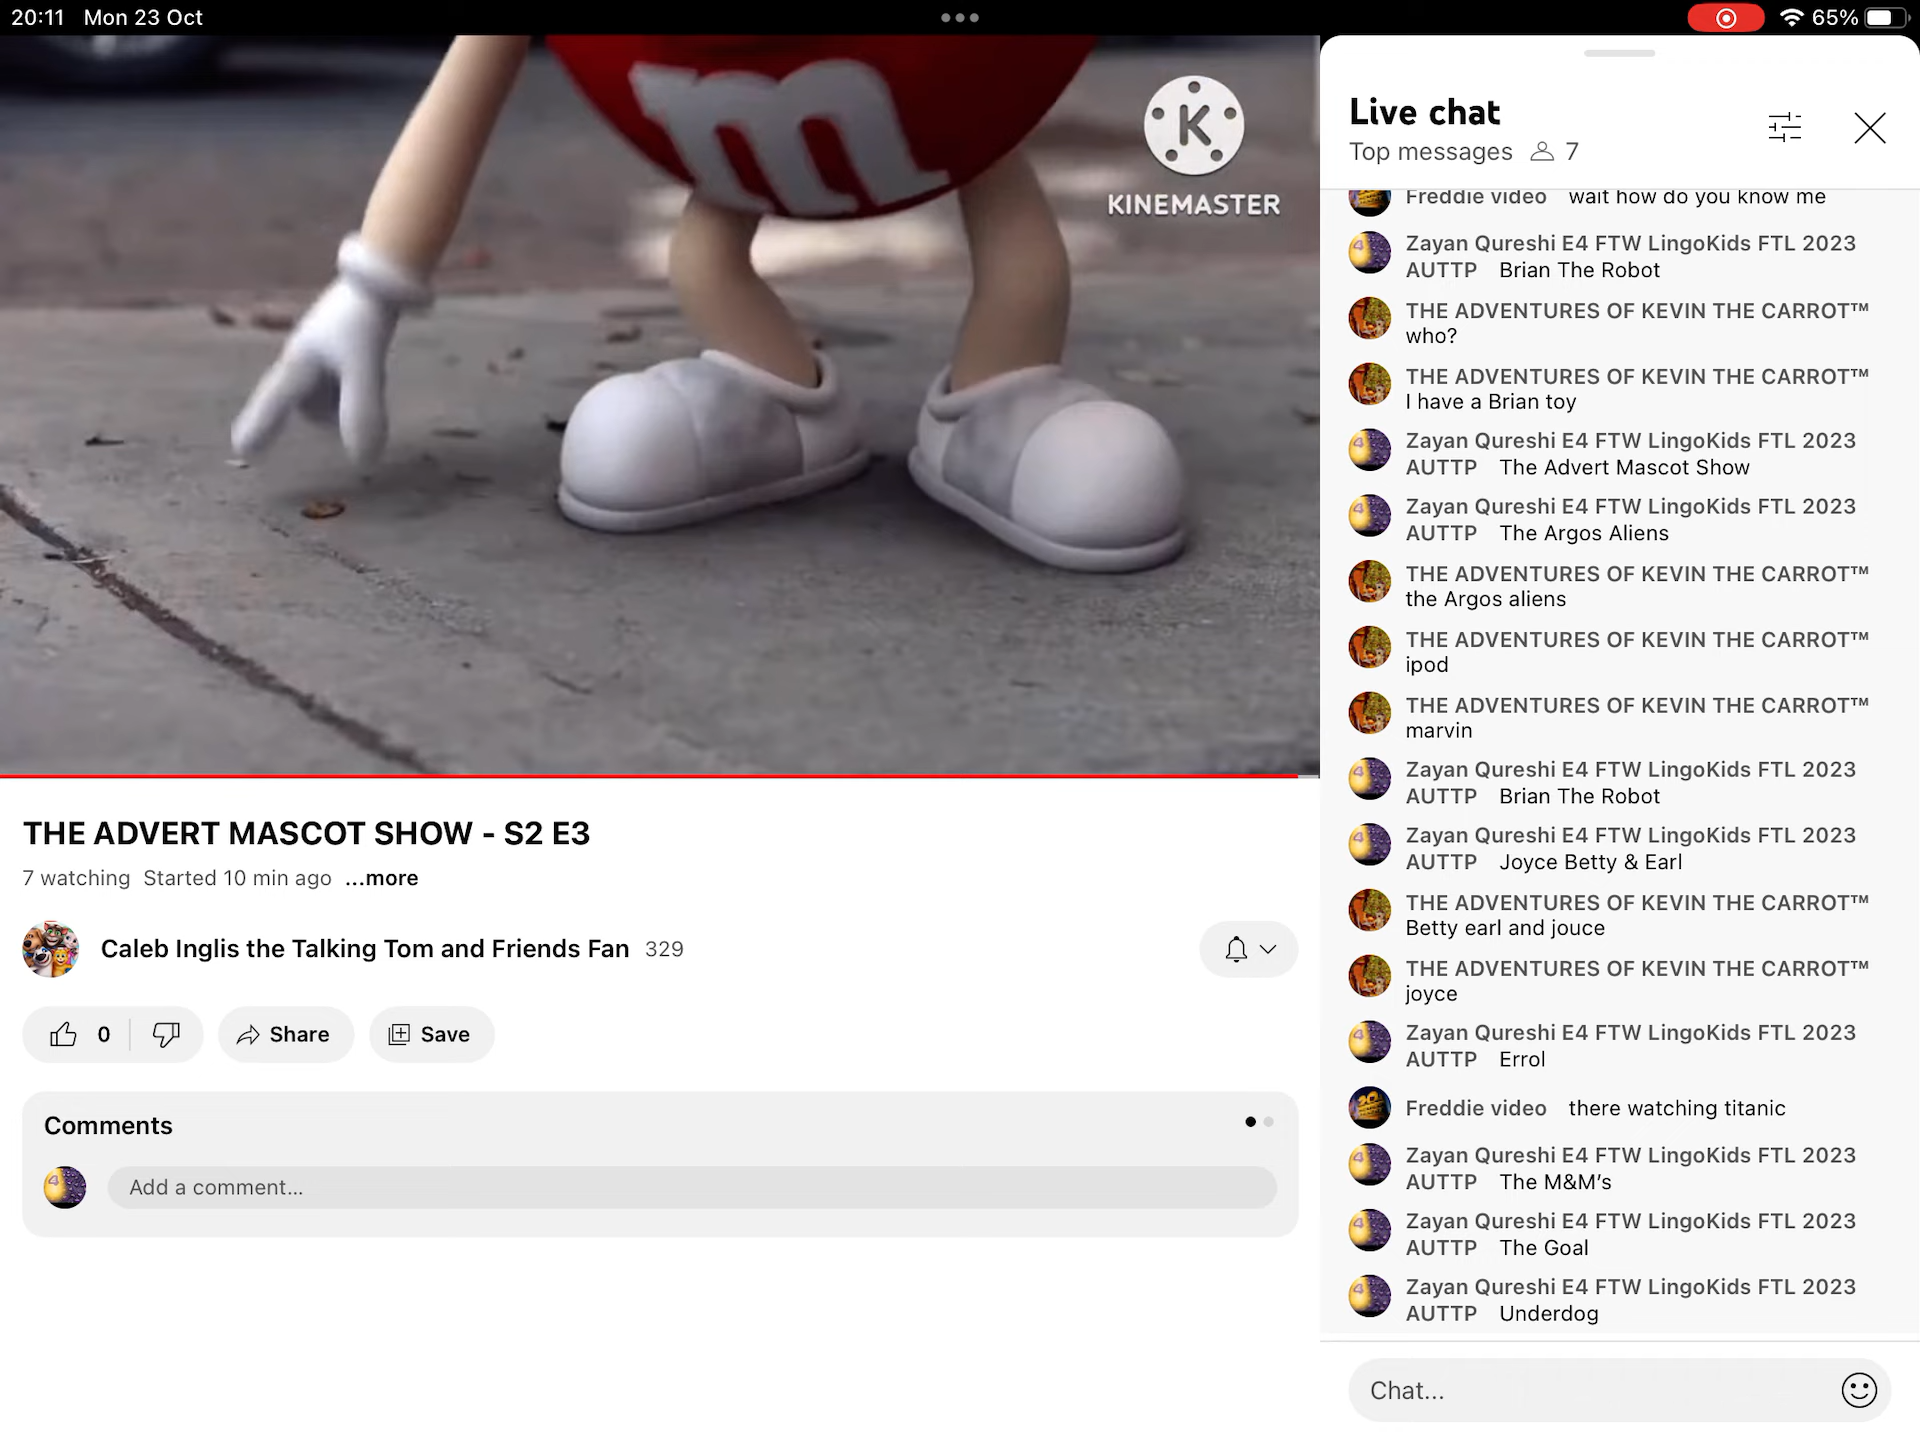 20:11 Mon 23 Oct
65%
m
K
KINEMASTER
Live chat
Top messages 7
Freddie video wait how do you know me
Zayan Qureshi E4 FTW LingoKids FTL 2023
AUTTP Brian The Robot
THE ADVENTURES OF KEVIN THE CARROT™
who?
THE ADVENTURES OF KEVIN THE CARROT™
I have a Brian toy
Zayan Qureshi E4 FTW LingoKids FTL 2023
AUTTP The Advert Mascot Show
Zayan Qureshi E4 FTW LingoKids FTL 2023
AUTTP The Argos Aliens
THE ADVENTURES OF KEVIN THE CARROT™
the Argos aliens
THE ADVENTURES OF KEVIN THE CARROT™
ipod
THE ADVENTURES OF KEVIN THE CARROT™
marvin
Zayan Qureshi E4 FTW LingoKids FTL 2023
AUTTP Brian The Robot
Zayan Qureshi E4 FTW LingoKids FTL 2023
AUTTP Joyce Betty & Earl
THE ADVENTURES OF KEVIN THE CARROT™
Betty earl and jouce
THE ADVENTURES OF KEVIN THE CARROT™
joyce
Zayan Qureshi E4 FTW LingoKids FTL 2023
AUTTP Errol
Freddie video there watching titanic
Zayan Qureshi E4 FTW LingoKids FTL 2023
AUTTP The M&M's
Zayan Qureshi E4 FTW LingoKids FTL 2023
AUTTP The Goal
Zayan Qureshi E4 FTW LingoKids FTL 2023
AUTTP Underdog
Chat...
THE ADVERT MASCOT SHOW - S2 E3
7 watching Started 10 min ago ...more
Caleb Inglis the Talking Tom and Friends Fan 329
0 Share Save
Comments
4 Add a comment...